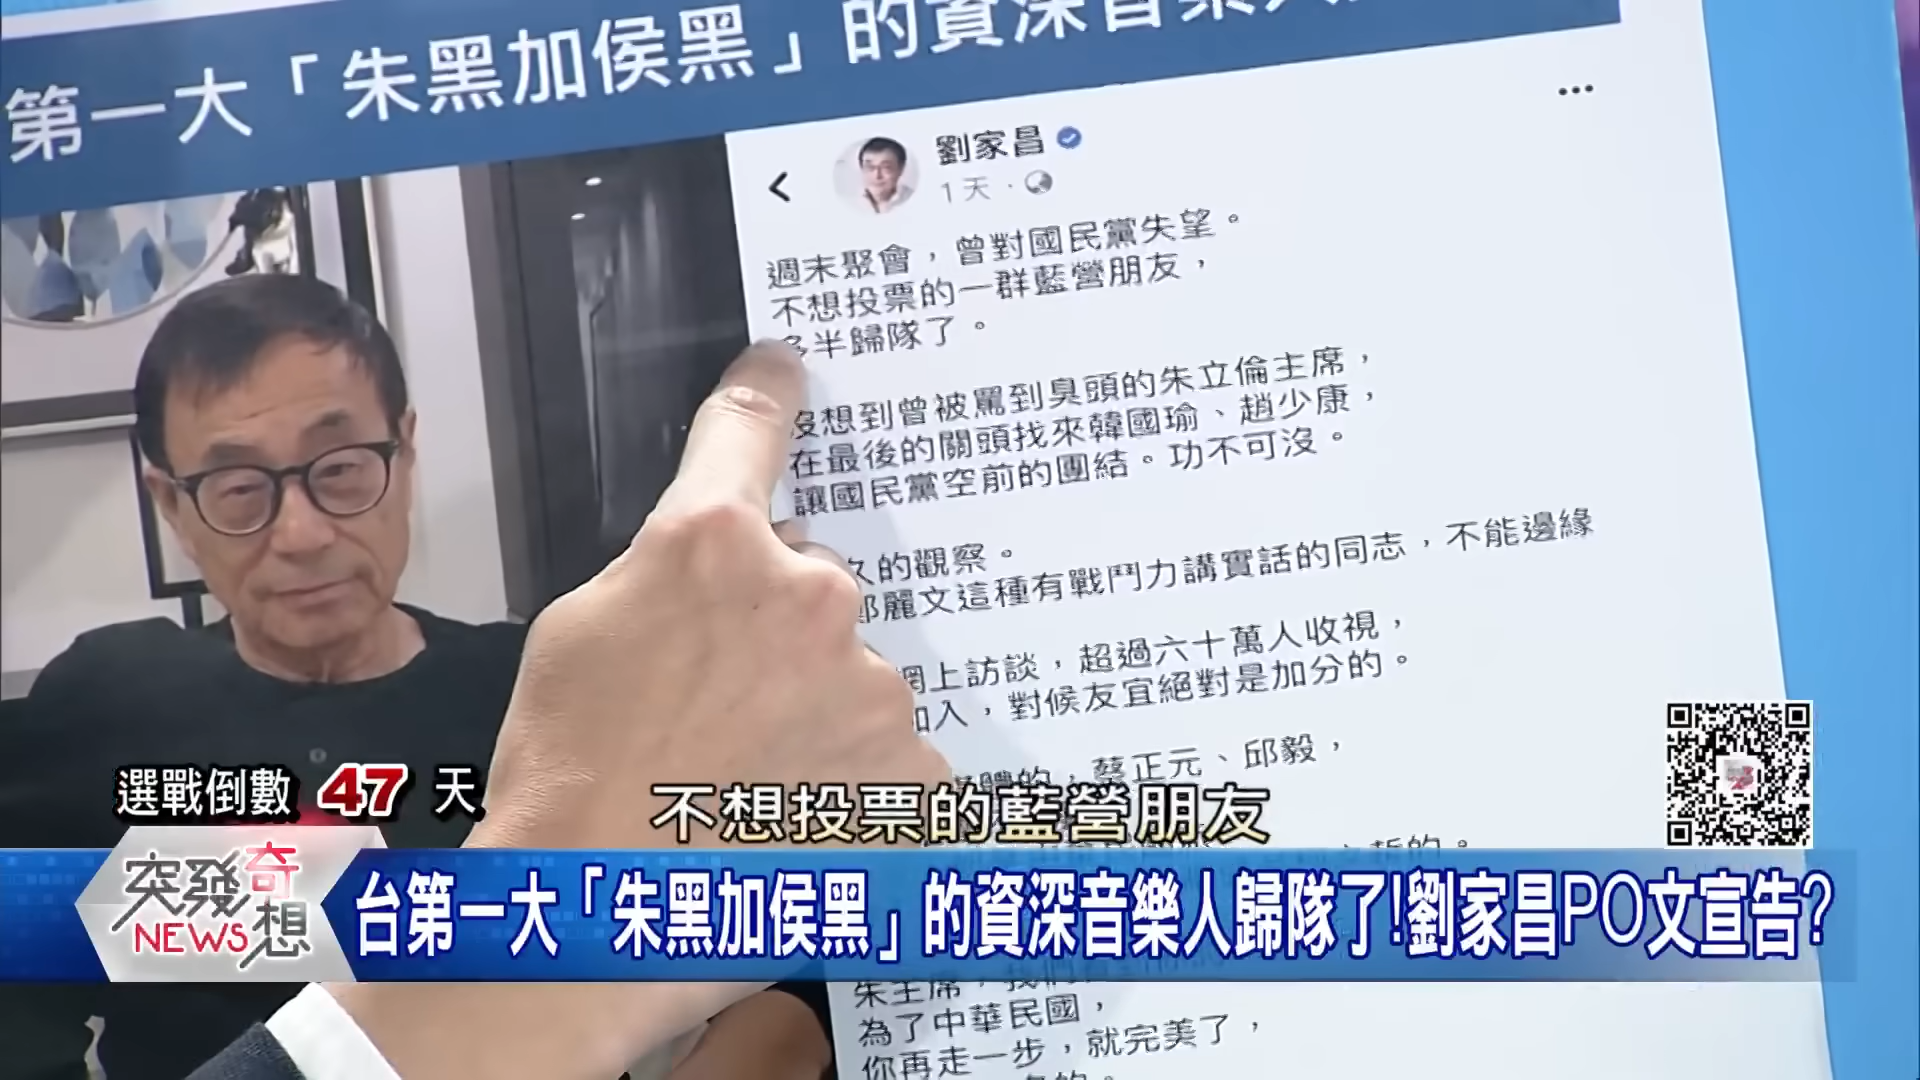 第一大「朱黑加侯黑」的資深音樂人
劉家昌
1天
週末聚會，曾對國民黨失望。
不想投票的一群藍營朋友，
多半歸隊了。
沒想到曾被罵到臭頭的朱立倫主席，
在最後的關頭找來韓國瑜、趙少康，
讓國民黨空前的團結。功不可沒。
久的觀察。
鄭麗文這種有戰鬥力講實話的同志，不能邊緣
網上訪談，超過六十萬人收視，
加入，對候友宜絕對是加分的。
蔡正元、邱毅，
不想投票的藍營朋友
選戰倒數 47 天
突發奇想
NEWS
台第一大「朱黑加侯黑」的資深音樂人歸隊了!劉家昌PO文宣告?
朱主席，我們
為了中華民國，
你再走一步，就完美了，